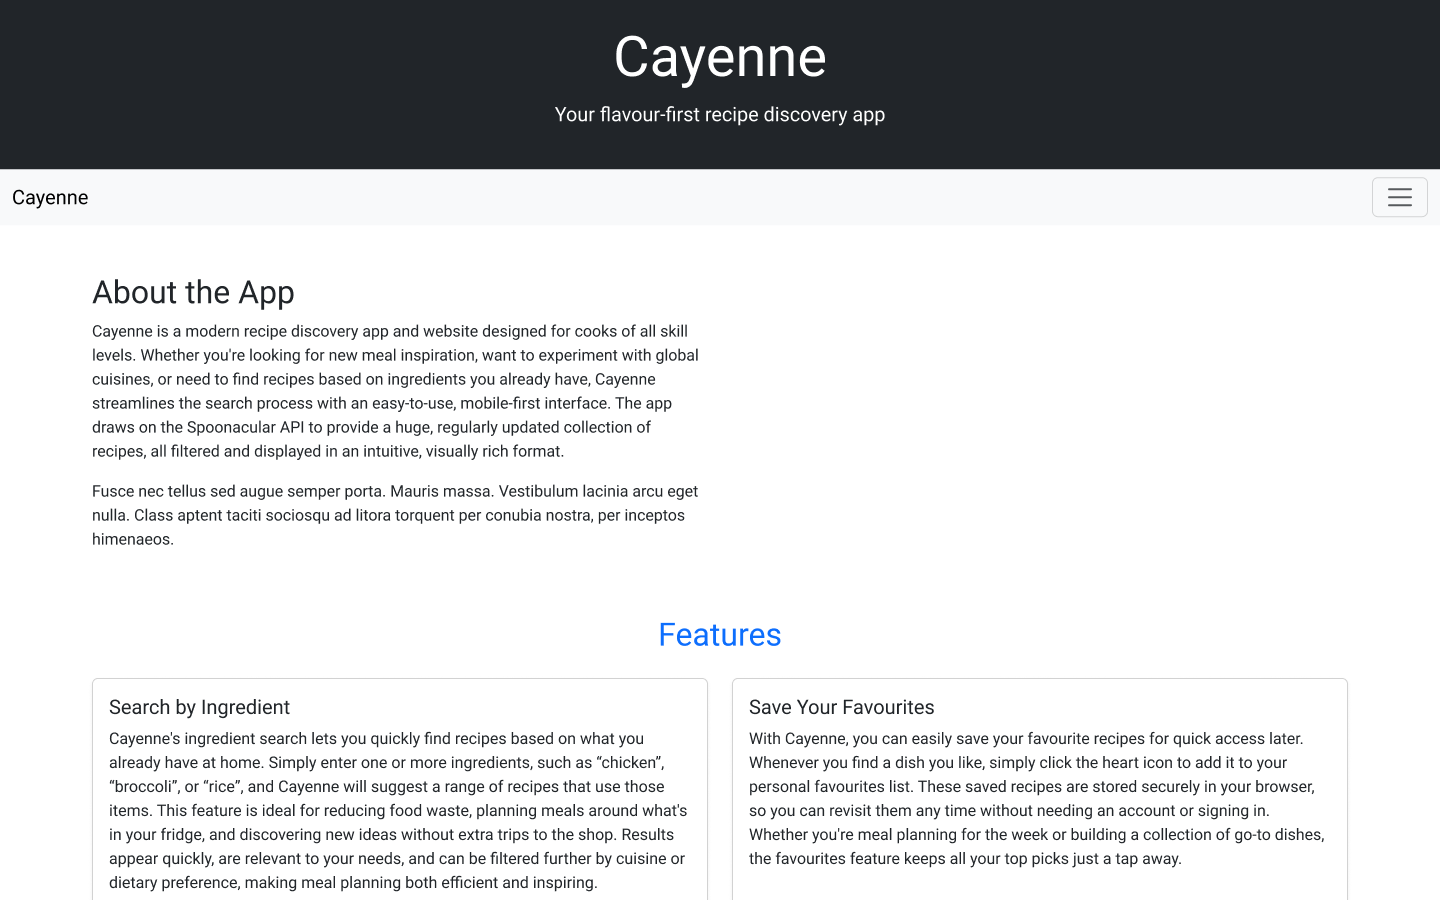 Cayenne
Your flavour-first recipe discovery app
Cayenne
About the App
Cayenne is a modern recipe discovery app and website designed for cooks of all skill
levels. Whether you're looking for new meal inspiration, want to experiment with global
cuisines, or need to find recipes based on ingredients you already have, Cayenne
streamlines the search process with an easy-to-use, mobile-first interface. The app
draws on the Spoonacular API to provide a huge, regularly updated collection of
recipes, all filtered and displayed in an intuitive, visually rich format.
Fusce nec tellus sed augue semper porta. Mauris massa. Vestibulum lacinia arcu eget
nulla. Class aptent taciti sociosqu ad litora torquent per conubia nostra, per inceptos
himenaeos.
Features
Search by Ingredient
Cayenne's ingredient search lets you quickly find recipes based on what you
already have at home. Simply enter one or more ingredients, such as “chicken”,
“broccoli”, or “rice”, and Cayenne will suggest a range of recipes that use those
items. This feature is ideal for reducing food waste, planning meals around what's
in your fridge, and discovering new ideas without extra trips to the shop. Results
appear quickly, are relevant to your needs, and can be filtered further by cuisine or
dietary preference, making meal planning both efficient and inspiring.
Save Your Favourites
With Cayenne, you can easily save your favourite recipes for quick access later.
Whenever you find a dish you like, simply click the heart icon to add it to your
personal favourites list. These saved recipes are stored securely in your browser,
so you can revisit them any time without needing an account or signing in.
Whether you're meal planning for the week or building a collection of go-to dishes,
the favourites feature keeps all your top picks just a tap away.